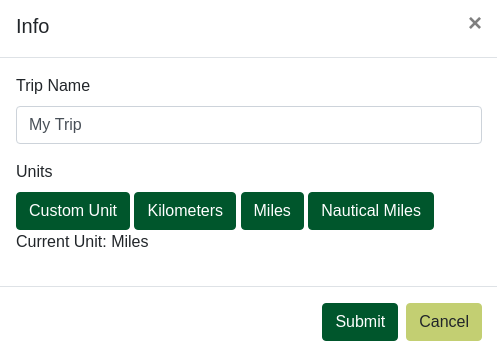 Info ×
Trip Name
My Trip
Units
Custom Unit Kilometers Miles Nautical Miles
Current Unit: Miles
Submit Cancel